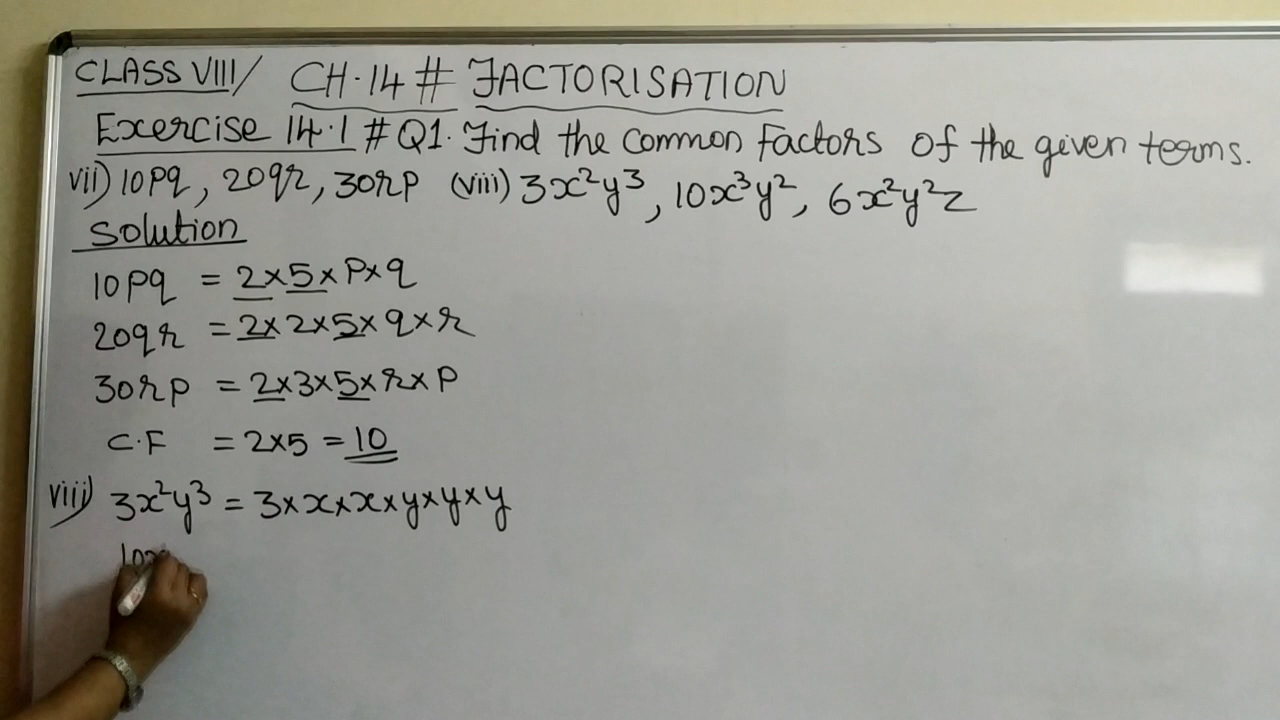 CLASS VIII/ CH·14 # FACTORISATION
Exercise 14·1 # Q1. Find the common Factors of the given terms.
vii) 10pq, 20qr, 30rp (viii) 3x²y³, 10x³y², 6x²y²z
Solution
10pq = 2×5×p×q
20qr = 2×2×5×q×r
30rp = 2×3×5×r×p
C.F = 2×5 = 10
viii) 3x²y³ = 3×x×x×y×y×y
10x